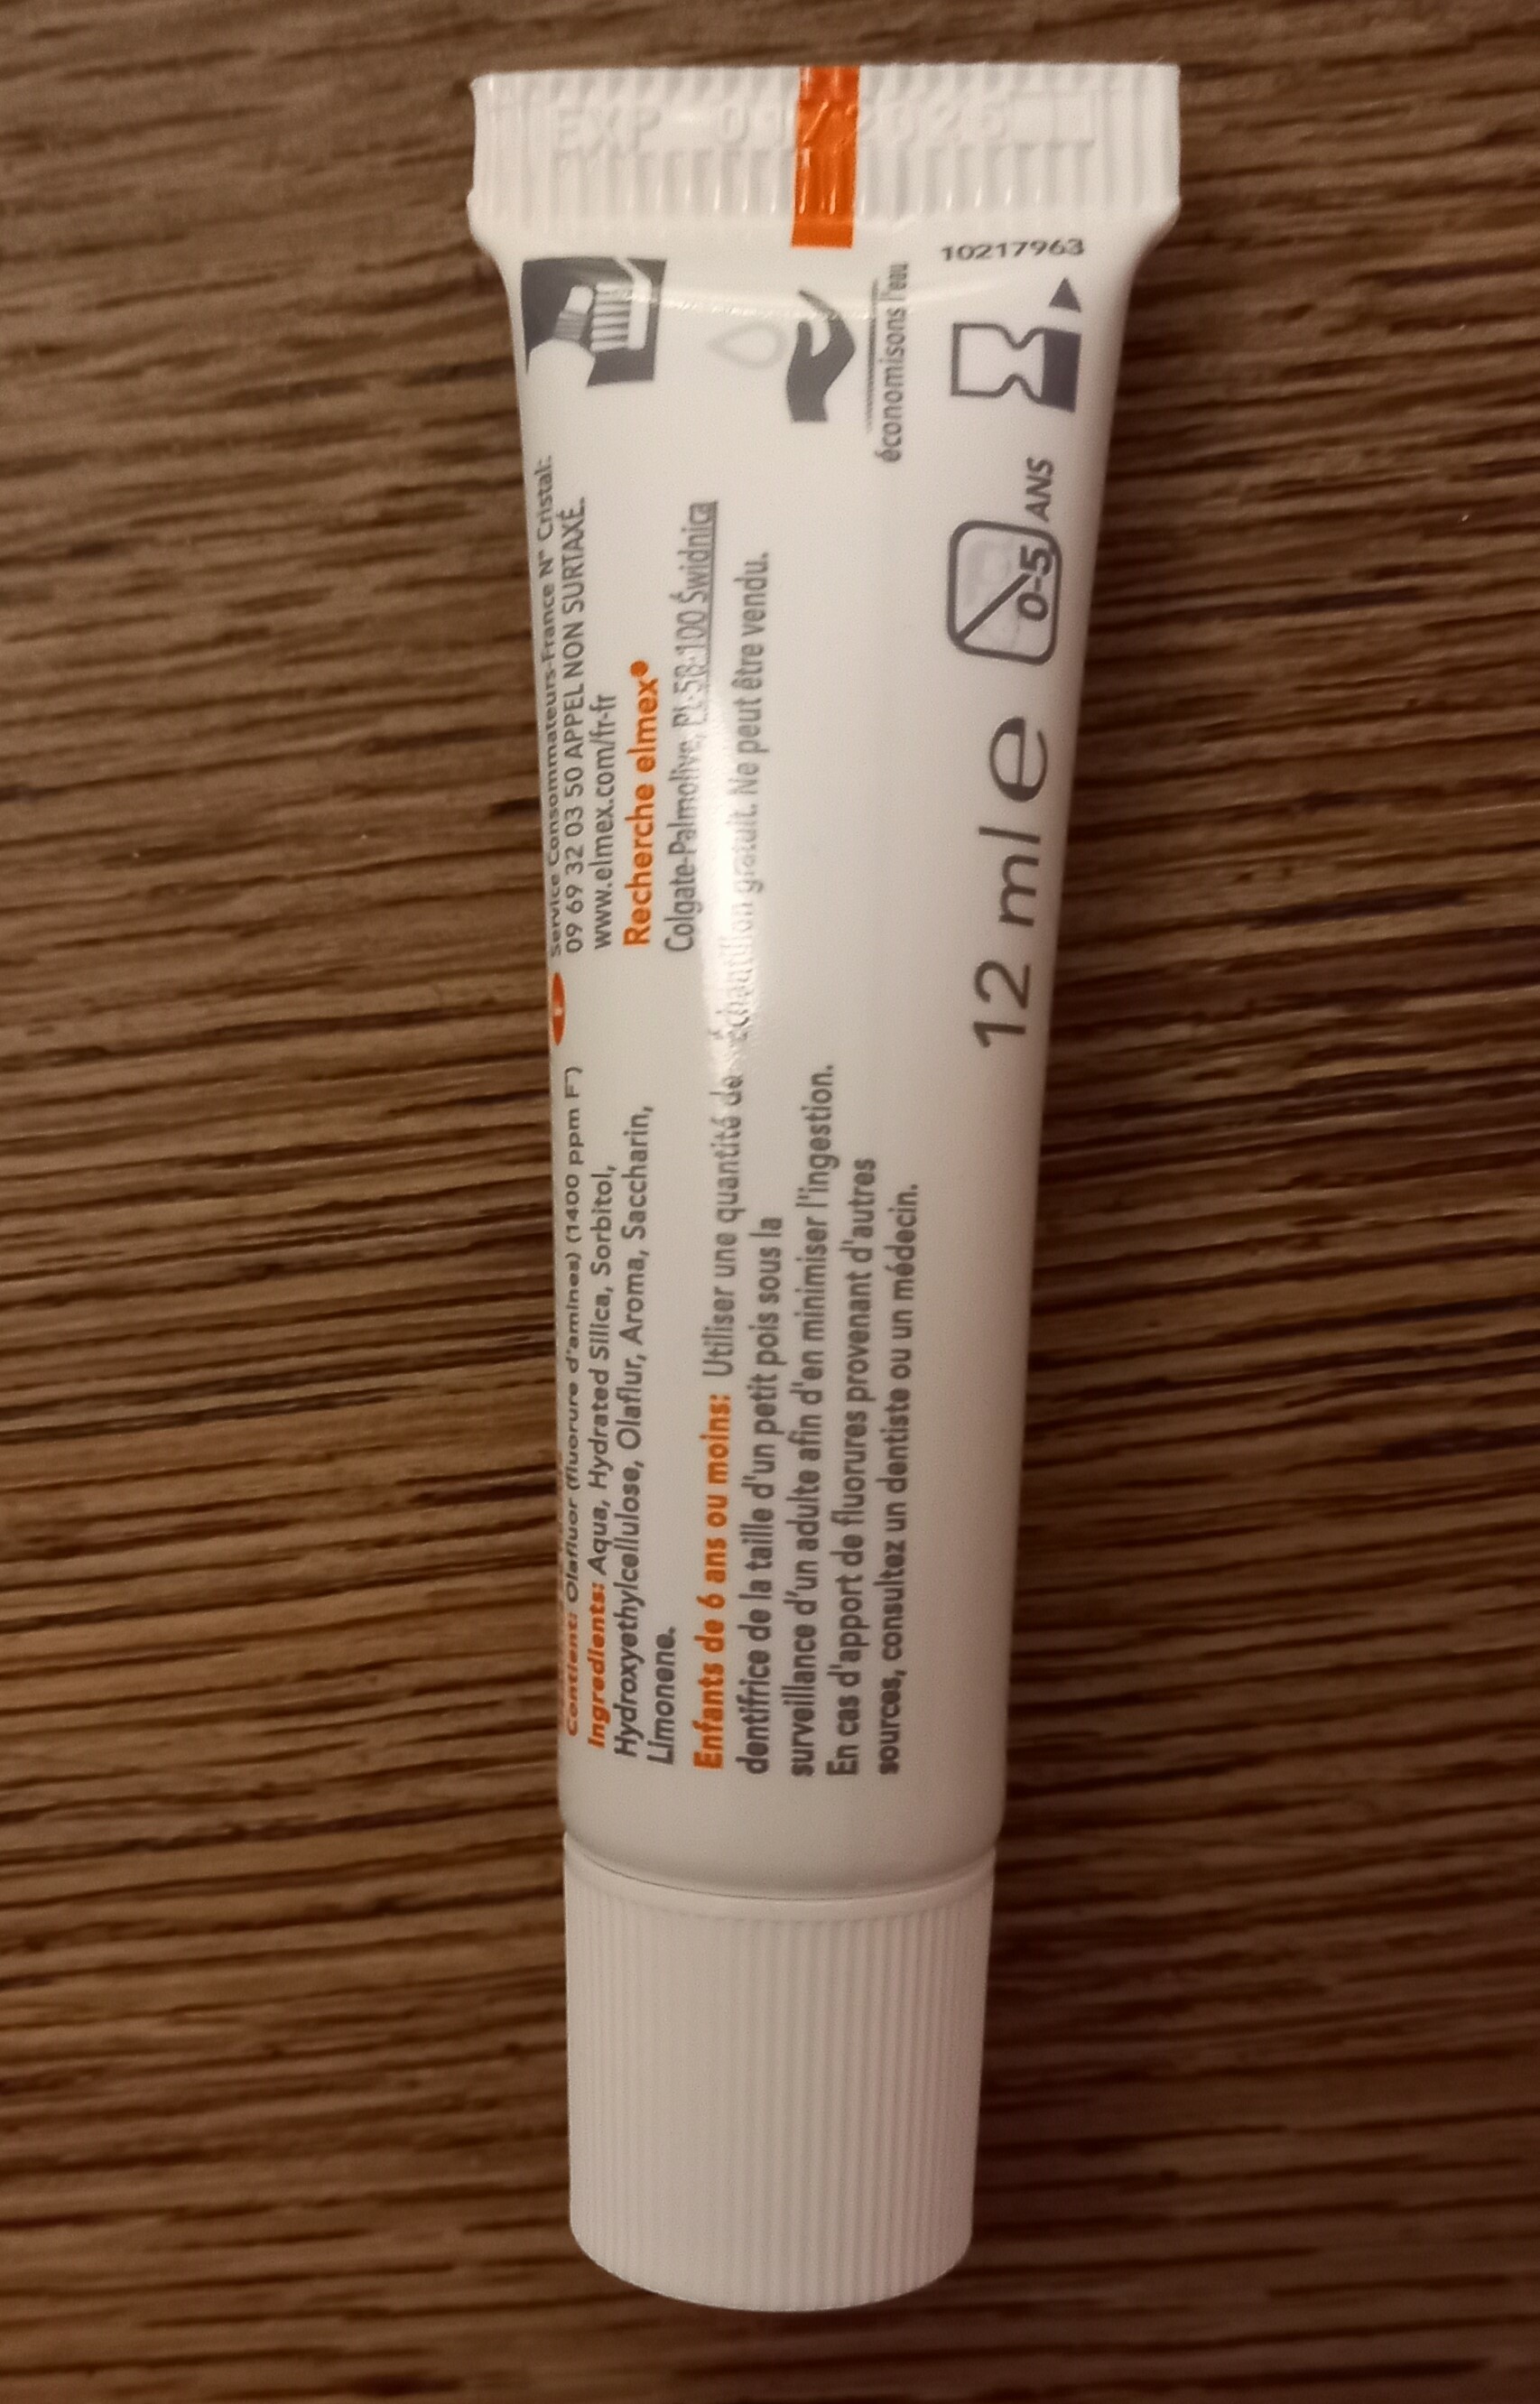 Contient: Olafluor (fluorure d'amines) (1400 ppm F⁻)
Ingredients: Aqua, Hydrated Silica, Sorbitol,
Hydroxyethylcellulose, Olaflur, Aroma, Saccharin,
Limonene.
Enfants de 6 ans ou moins: Utiliser une quantité de
dentifrice de la taille d'un petit pois sous la
surveillance d'un adulte afin d'en minimiser l'ingestion.
En cas d'apport de fluorures provenant d'autres
sources, consultez un dentiste ou un médecin.
Service Consommateurs-France N° Cristal:
09 69 32 03 50 APPEL NON SURTAXÉ.
www.elmex.com/fr-fr
Recherche elmex®
Colgate-Palmolive, PL-58-100 Świdnica
échantillon gratuit. Ne peut être vendu.
12 ml e
0-5 ANS
économisons l'eau
10217963
EXP 2025